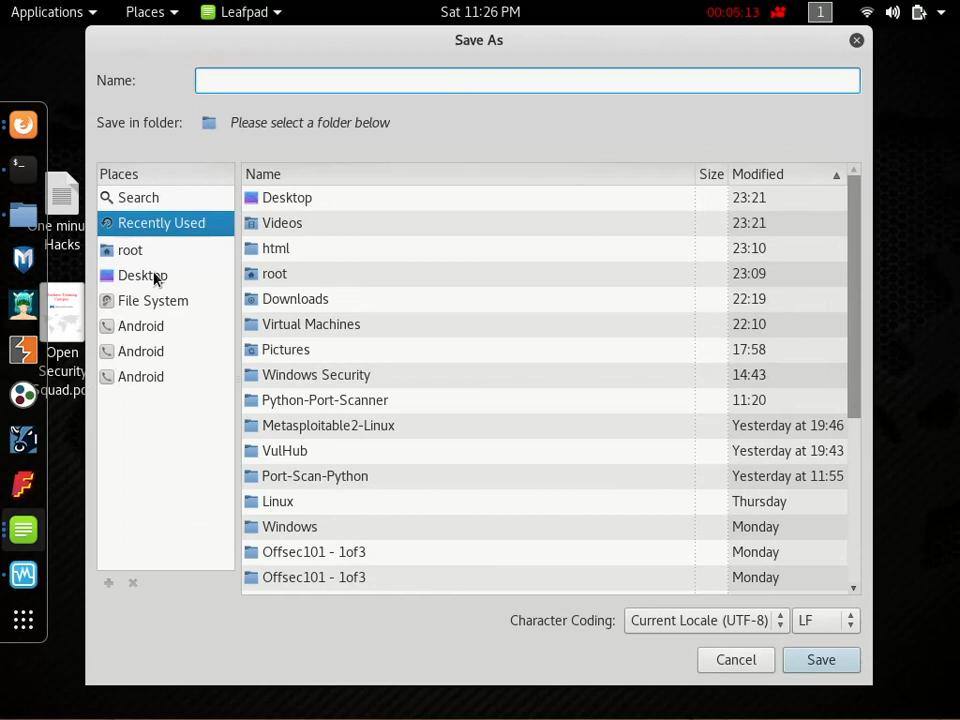 Applications Places Leafpad Sat 11:26 PM 00:05:13 1
Save As
Name:
Save in folder: Please select a folder below
Places Name Size Modified
Search Desktop 23:21
Recently Used Videos 23:21
root html 23:10
Desktop root 23:09
File System Downloads 22:19
Android Virtual Machines 22:10
Android Pictures 17:58
Android Windows Security 14:43
Python-Port-Scanner 11:20
Metasploitable2-Linux Yesterday at 19:46
VulHub Yesterday at 19:43
Port-Scan-Python Yesterday at 11:55
Linux Thursday
Windows Monday
Offsec101 - 1of3 Monday
Offsec101 - 1of3 Monday
Character Coding: Current Locale (UTF-8) LF
Cancel Save
One minu
Hacks
Open
Security
Squad.po